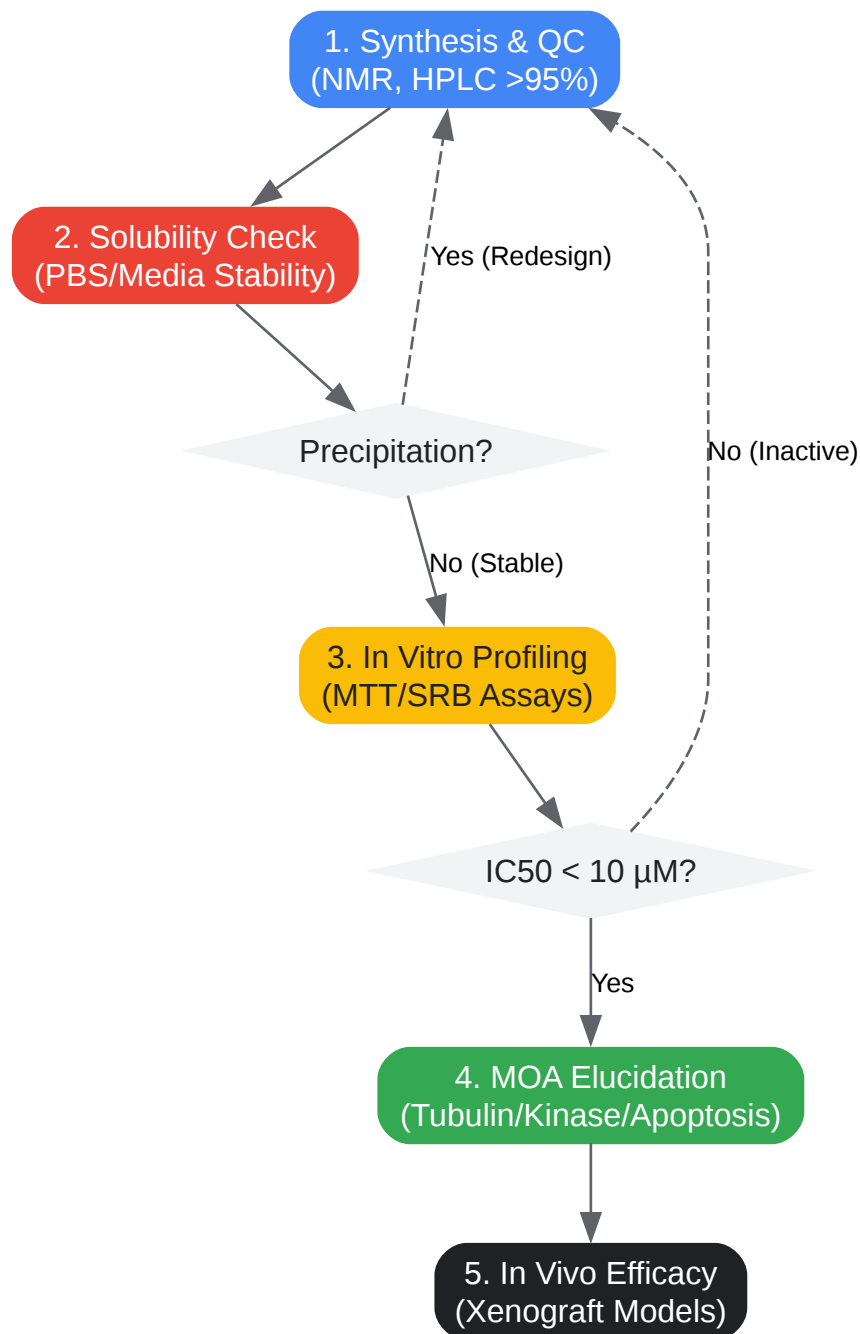 1. Synthesis & QC
(NMR, HPLC >95%)
2. Solubility Check
(PBS/Media Stability)
Yes (Redesign)
Precipitation?
No (Inactive)
No (Stable)
3. In Vitro Profiling
(MTT/SRB Assays)
IC50 < 10 µM?
Yes
4. MOA Elucidation
(Tubulin/Kinase/Apoptosis)
5. In Vivo Efficacy
(Xenograft Models)